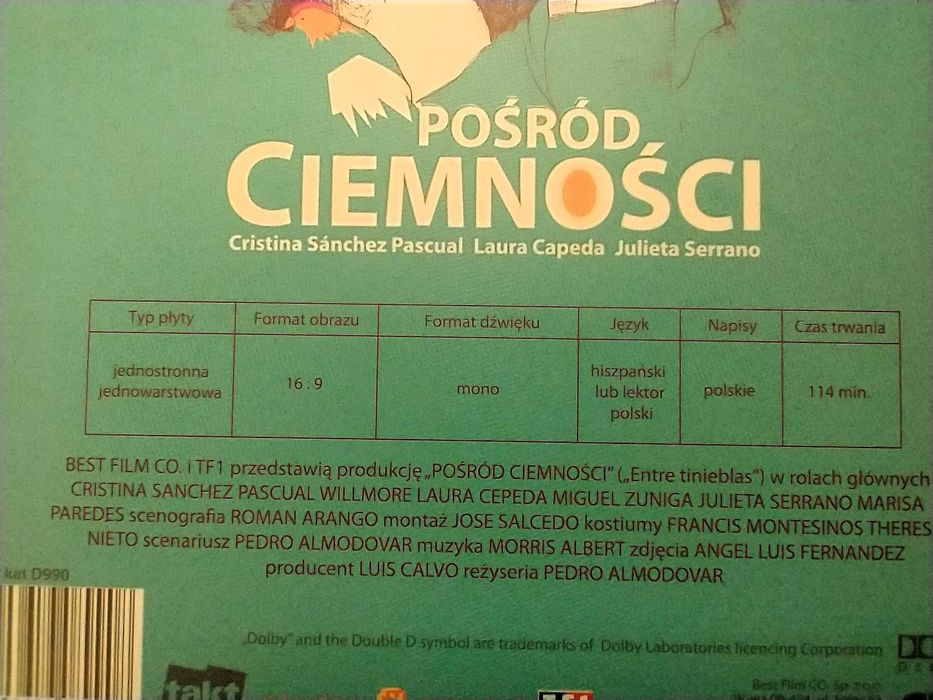 POŚRÓD
CIEMNOŚCI
Cristina Sánchez Pascual Laura Capeda Julieta Serrano
Typ płyty Format obrazu Format dźwięku Język Napisy Czas trwania
jednostronna jednowarstwowa 16 : 9 mono hiszpański lub lektor polski polskie 114 min.
BEST FILM CO. i TF1 przedstawią produkcję „POŚRÓD CIEMNOŚCI” („Entre tinieblas”) w rolach głównych
CRISTINA SANCHEZ PASCUAL WILLMORE LAURA CEPEDA MIGUEL ZUNIGA JULIETA SERRANO MARISA
PAREDES scenografia ROMAN ARANGO montaż JOSE SALCEDO kostiumy FRANCIS MONTESINOS THERES
NIETO scenariusz PEDRO ALMODOVAR muzyka MORRIS ALBERT zdjęcia ANGEL LUIS FERNANDEZ
producent LUIS CALVO reżyseria PEDRO ALMODOVAR
kat D990
„Dolby” and the Double D symbol are trademarks of Dolby Laboratories licencing Corporation
Best Film CO. Sp. z o.o.
takt